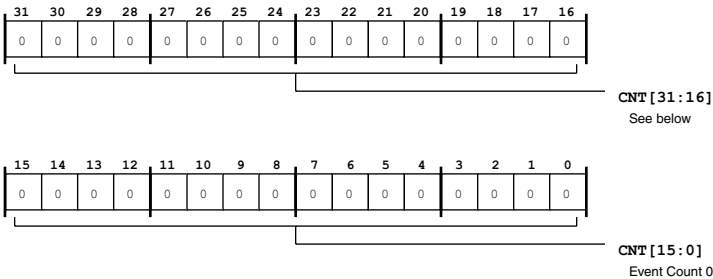 31 30 29 28 27 26 25 24 23 22 21 20 19 18 17 16
0 0 0 0 0 0 0 0 0 0 0 0 0 0 0 0
CNT[31:16]
See below
15 14 13 12 11 10 9 8 7 6 5 4 3 2 1 0
0 0 0 0 0 0 0 0 0 0 0 0 0 0 0 0
CNT[15:0]
Event Count 0